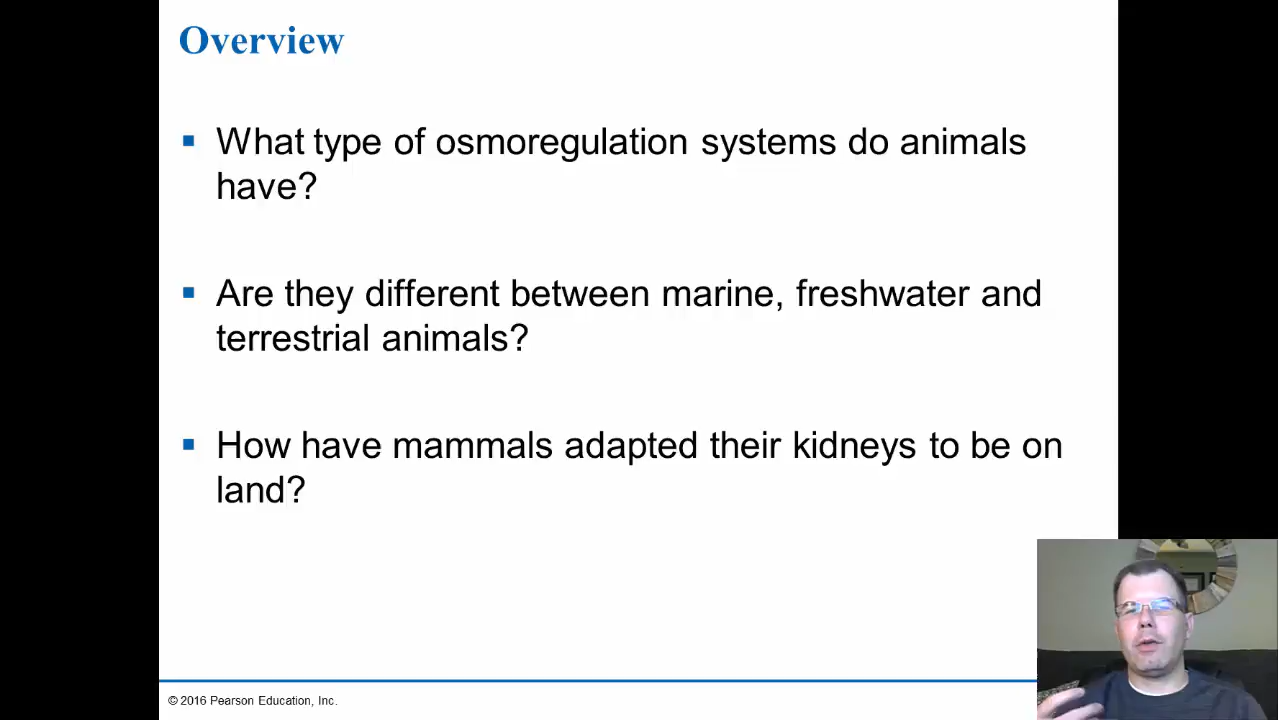 Overview
What type of osmoregulation systems do animals
have?
Are they different between marine, freshwater and
terrestrial animals?
How have mammals adapted their kidneys to be on
land?
© 2016 Pearson Education, Inc.